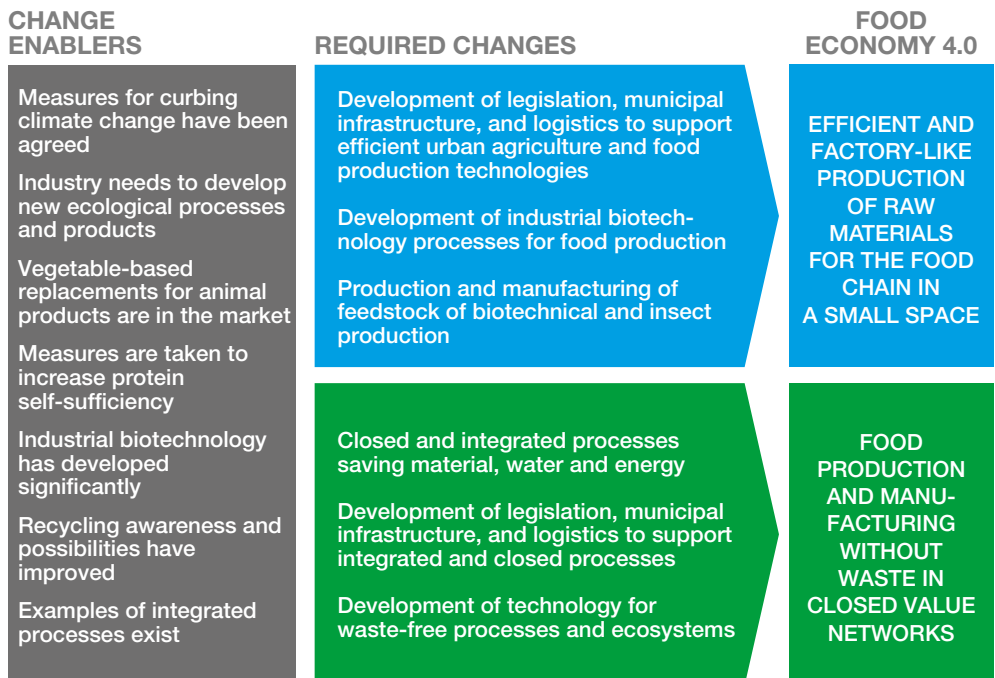 CHANGE
ENABLERS
Measures for curbing
climate change have been
agreed
Industry needs to develop
new ecological processes
and products
Vegetable-based
replacements for animal
products are in the market
Measures are taken to
increase protein
self-sufficiency
Industrial biotechnology
has developed
significantly
Recycling awareness and
possibilities have
improved
Examples of integrated
processes exist
REQUIRED CHANGES
Development of legislation, municipal
infrastructure, and logistics to support
efficient urban agriculture and food
production technologies
Development of industrial biotech-
nology processes for food production
Production and manufacturing of
feedstock of biotechnical and insect
production
Closed and integrated processes
saving material, water and energy
Development of legislation, municipal
infrastructure, and logistics to support
integrated and closed processes
Development of technology for
waste-free processes and ecosystems
FOOD
ECONOMY 4.0
EFFICIENT AND
FACTORY-LIKE
PRODUCTION
OF RAW
MATERIALS
FOR THE FOOD
CHAIN IN
A SMALL SPACE
FOOD
PRODUCTION
AND MANU-
FACTURING
WITHOUT
WASTE IN
CLOSED VALUE
NETWORKS